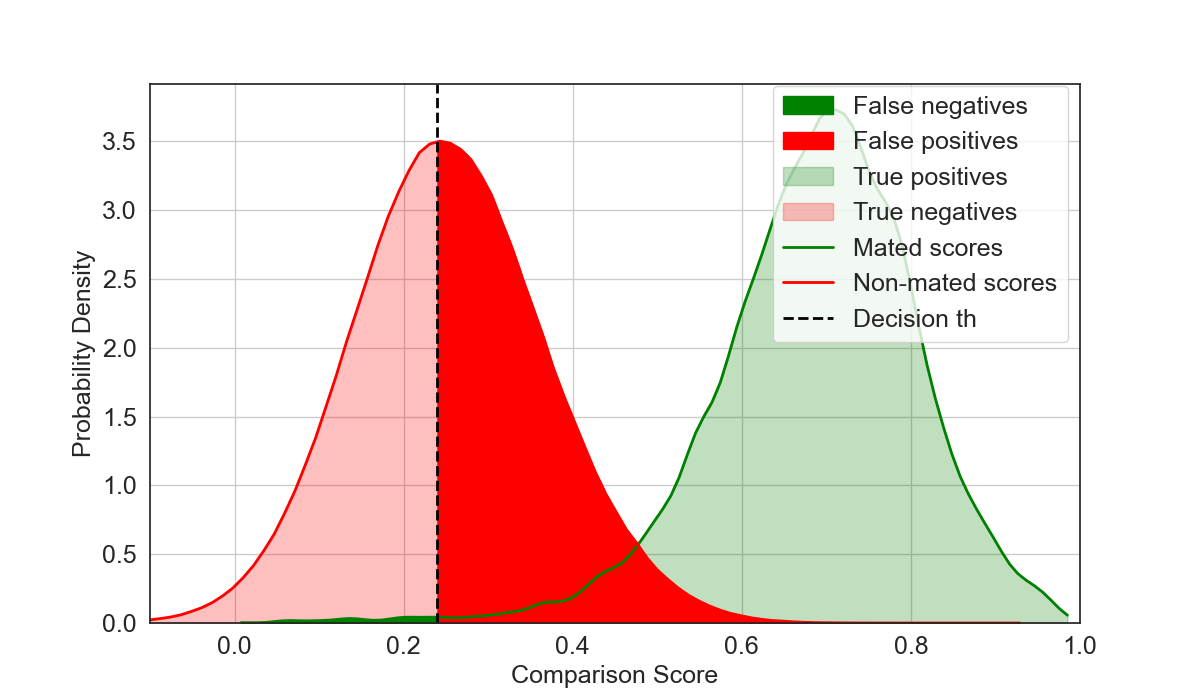 False negatives
False positives
True positives
True negatives
Mated scores
Non-mated scores
Decision th
Probability Density
3.5
3.0
2.5
2.0
1.5
1.0
0.5
0.0
0.0 0.2 0.4 0.6 0.8 1.0
Comparison Score